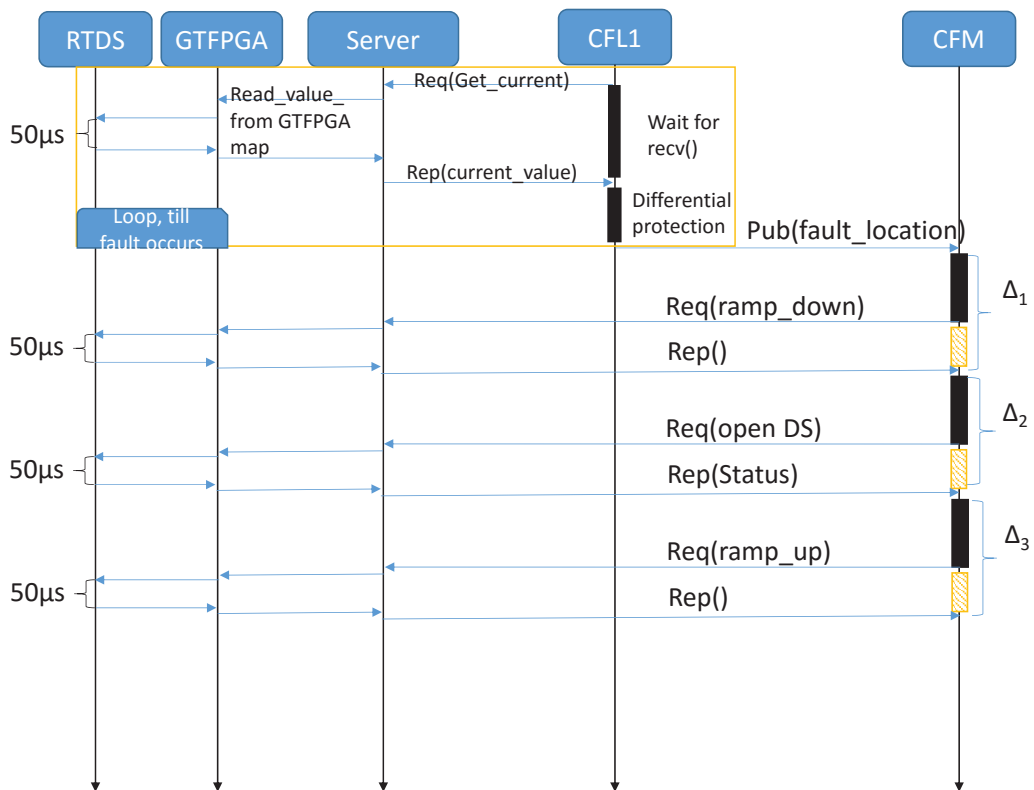 RTDS
GTFPGA
Server
CFL1
CFM
Req(Get_current)
Read_value_
from GTFPGA
map
50µs
Wait for
recv()
Rep(current_value)
Differential
protection
Loop, till
fault occurs
Pub(fault_location)
Δ1
Req(ramp_down)
50µs
Rep()
Δ2
Req(open DS)
50µs
Rep(Status)
Δ3
Req(ramp_up)
50µs
Rep()